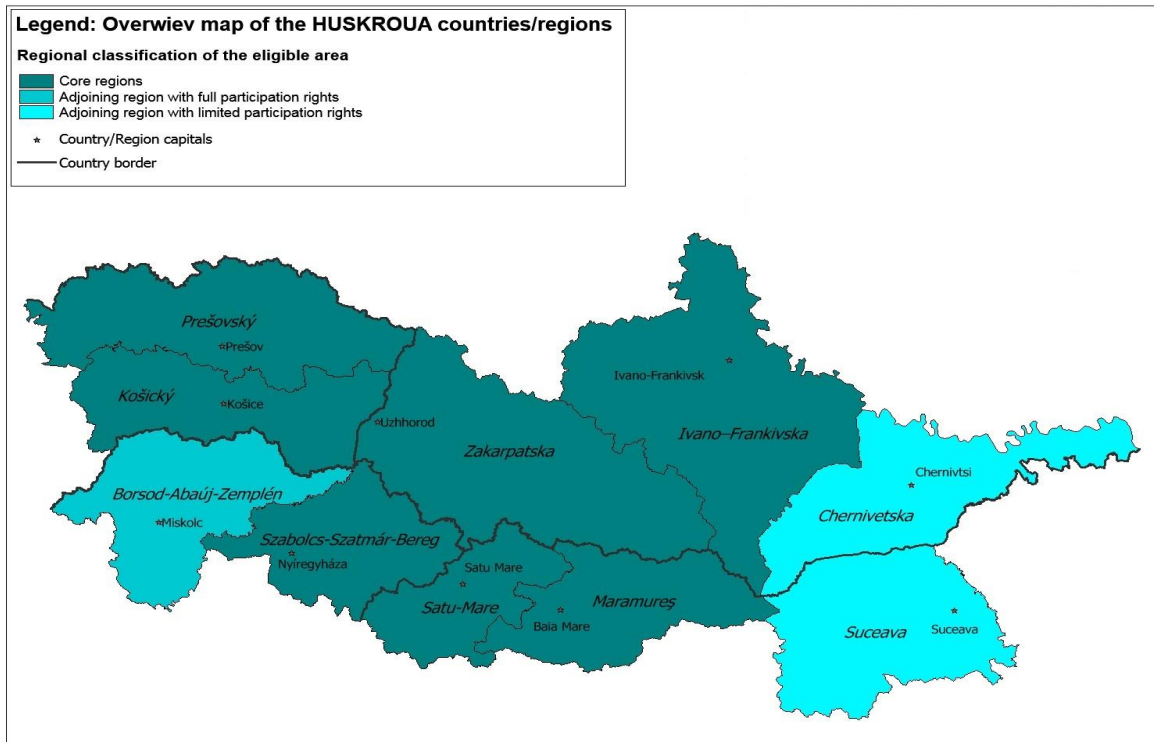 Legend: Overwiev map of the HUSKROUA countries/regions
Regional classification of the eligible area
Core regions
Adjoining region with full participation rights
Adjoining region with limited participation rights
Country/Region capitals
Country border
Prešovský
Prešov
Košický
Košice
Uzhhorod
Zakarpatska
Ivano-Frankivsk
Ivano-Frankivska
Borsod-Abaúj-Zemplén
Miskolc
Szabolcs-Szatmár-Bereg
Nyíregyháza
Satu Mare
Satu-Mare
Maramureş
Baia Mare
Chernivtsi
Chernivetska
Suceava
Suceava